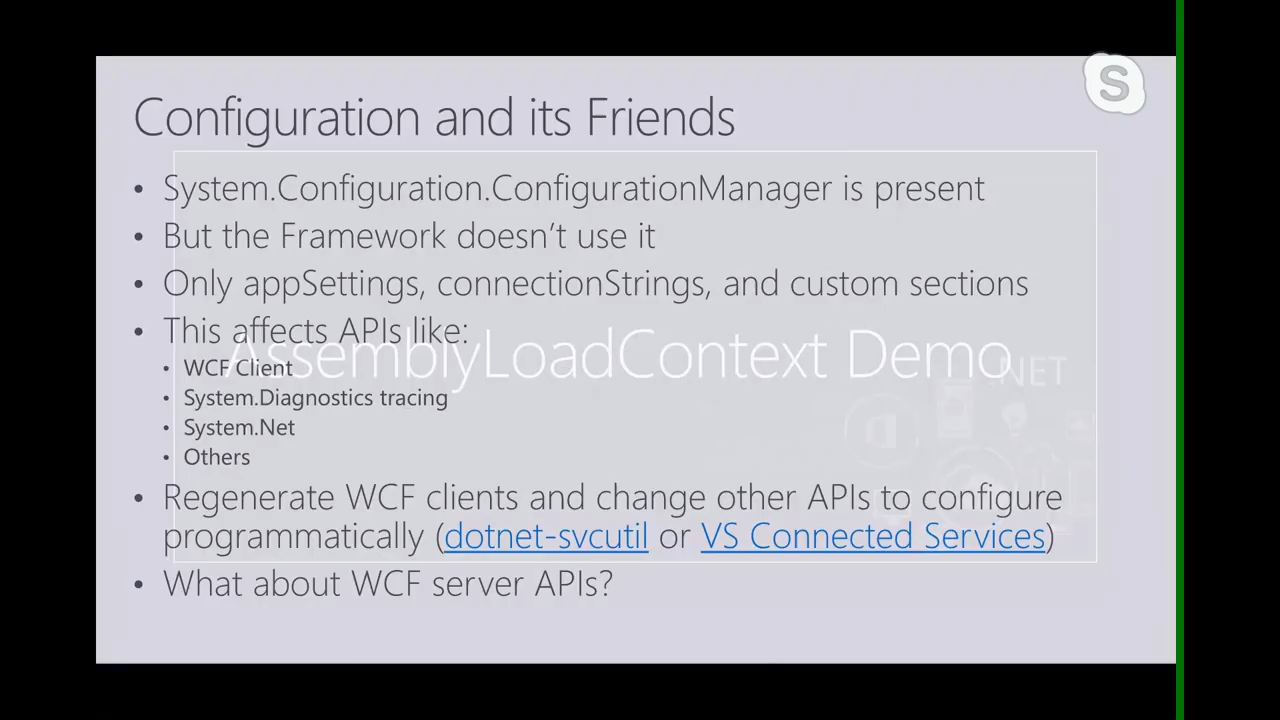 S
Configuration and its Friends
• System.Configuration.ConfigurationManager is present
• But the Framework doesn't use it
• Only appSettings, connectionStrings, and custom sections
• This affects APIs like:
AssemblyLoadContext Demo
• WCF Client
.NET
• System.Diagnostics tracing
• System.Net
• Others
• Regenerate WCF clients and change other APIs to configure
programmatically (dotnet-svcutil or VS Connected Services)
• What about WCF server APIs?